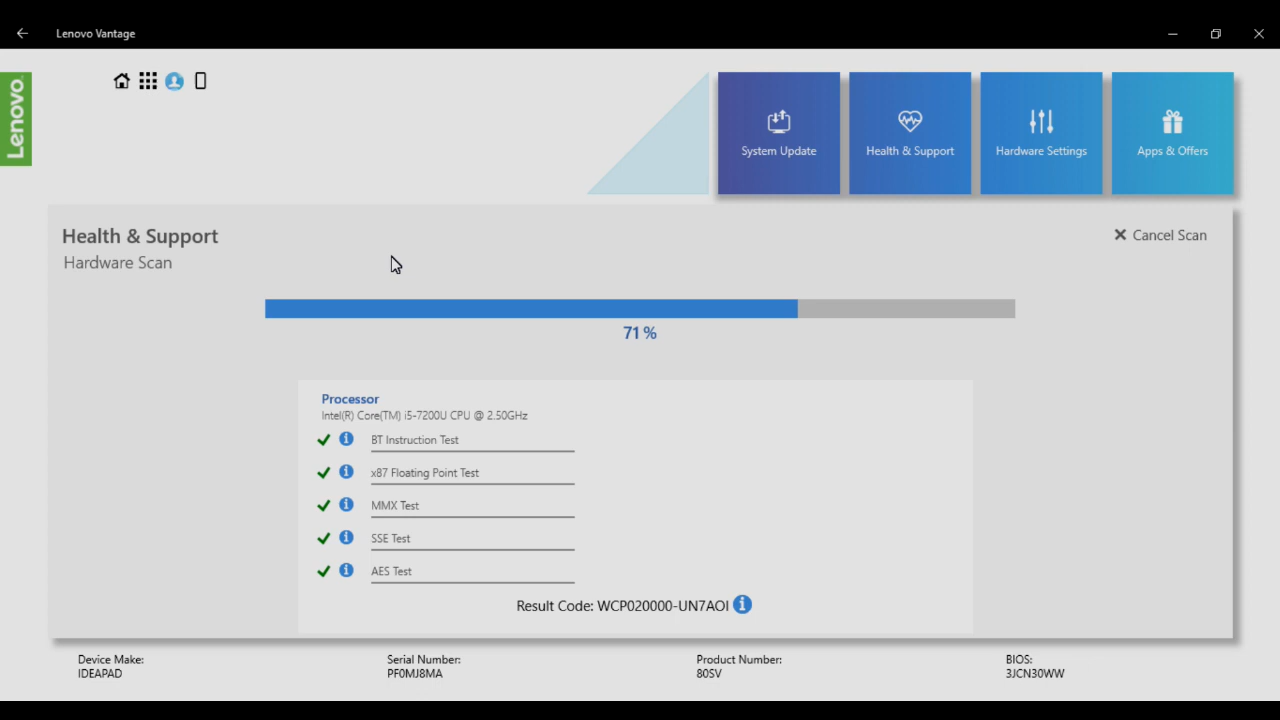 Lenovo Vantage
Lenovo
System Update
Health & Support
Hardware Settings
Apps & Offers
Health & Support
Cancel Scan
Hardware Scan
71 %
Processor
Intel(R) Core(TM) i5-7200U CPU @ 2.50GHz
BT Instruction Test
x87 Floating Point Test
MMX Test
SSE Test
AES Test
Result Code: WCP020000-UN7AOI
Device Make:
IDEAPAD
Serial Number:
PF0MJ8MA
Product Number:
80SV
BIOS:
3JCN30WW